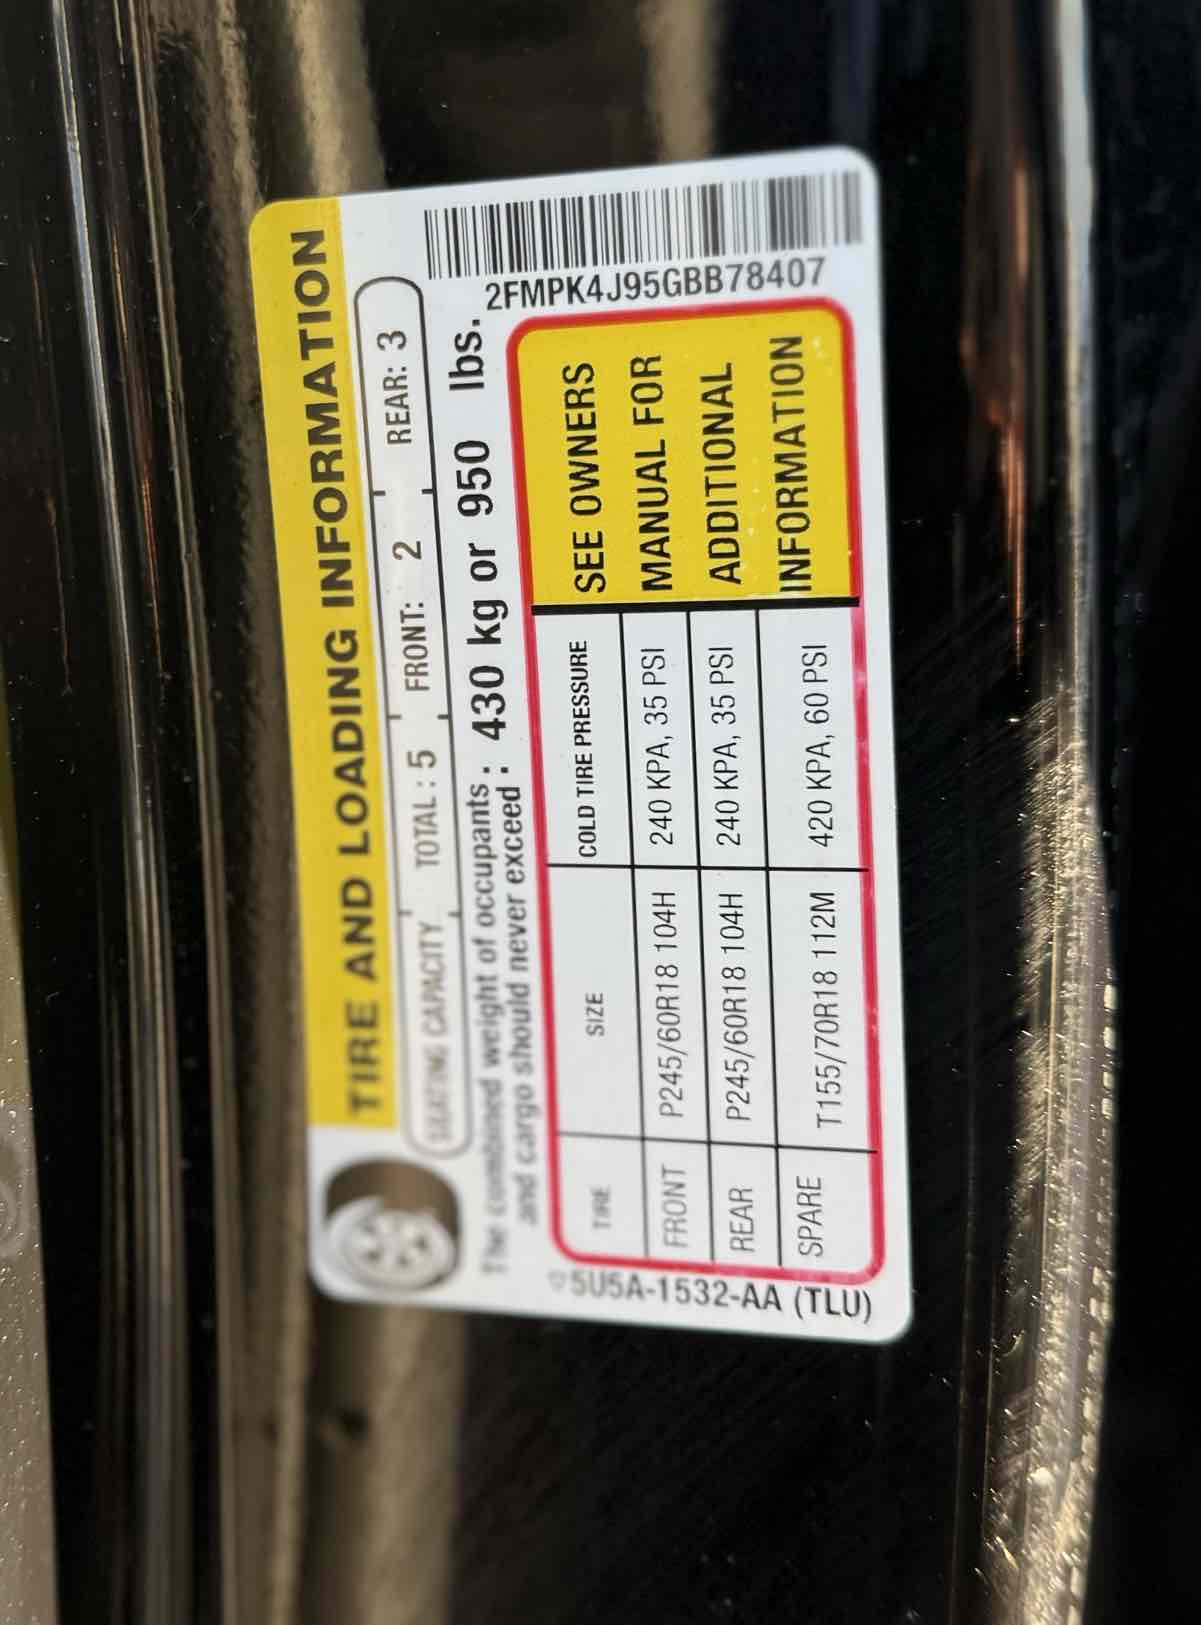 TIRE AND LOADING INFORMATION
SEATING CAPACITY TOTAL : 5 FRONT: 2 REAR: 3
The combined weight of occupants
and cargo should never exceed : 430 kg or 950 lbs.
2FMPK4J95GBB78407
TIRE SIZE COLD TIRE PRESSURE
FRONT P245/60R18 104H 240 KPA, 35 PSI
REAR P245/60R18 104H 240 KPA, 35 PSI
SPARE T155/70R18 112M 420 KPA, 60 PSI
SEE OWNERS
MANUAL FOR
ADDITIONAL
INFORMATION
5U5A-1532-AA (TLU)